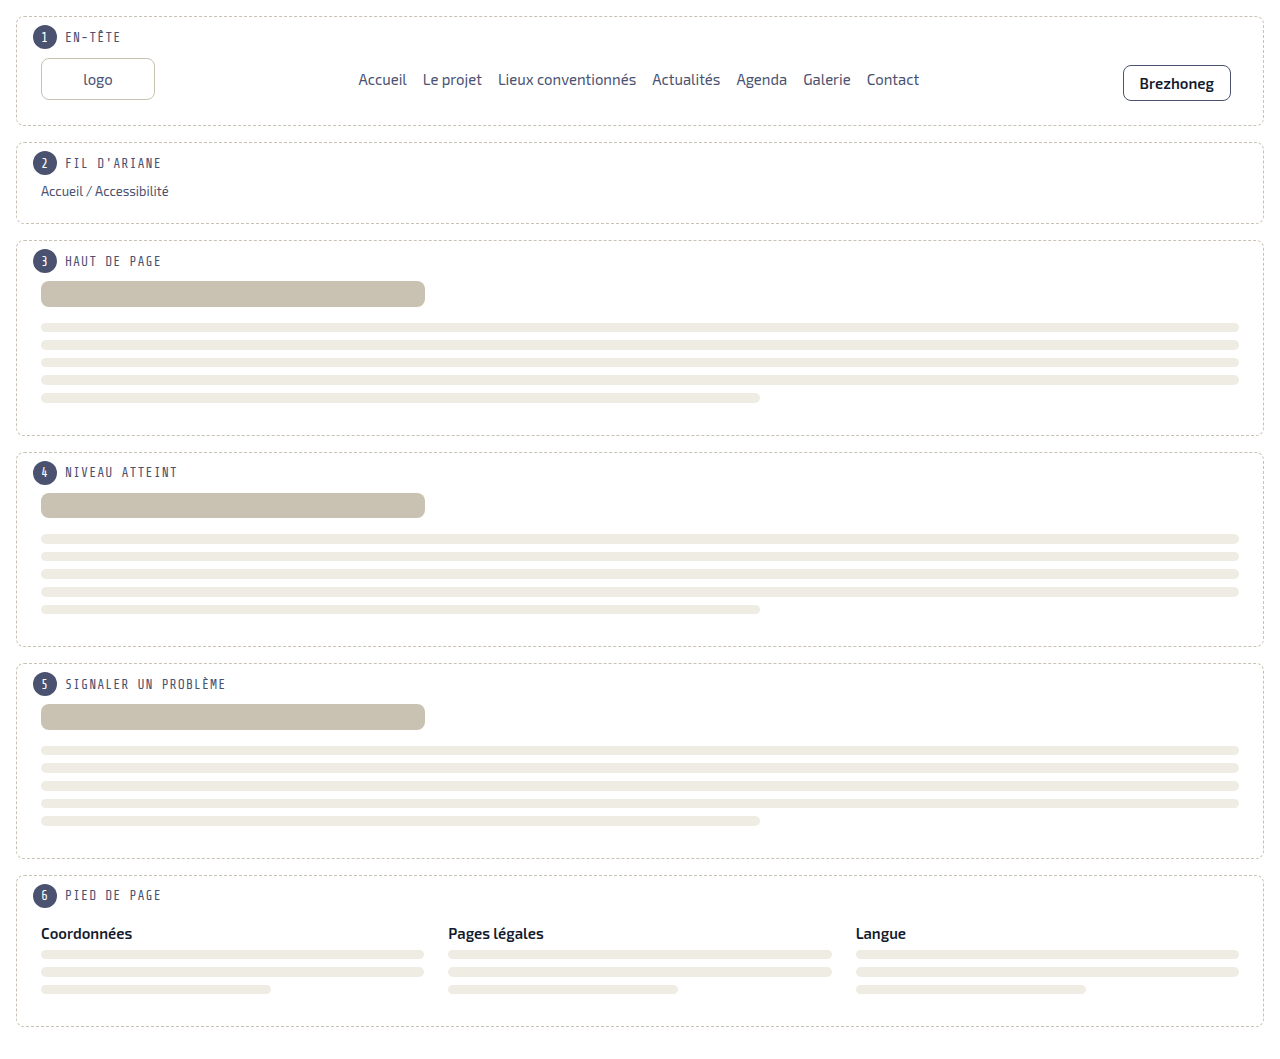 1 EN-TÊTE
logo
Accueil Le projet Lieux conventionnés Actualités Agenda Galerie Contact
Brezhoneg
2 FIL D'ARIANE
Accueil / Accessibilité
3 HAUT DE PAGE
4 NIVEAU ATTEINT
5 SIGNALER UN PROBLÈME
6 PIED DE PAGE
Coordonnées
Pages légales
Langue